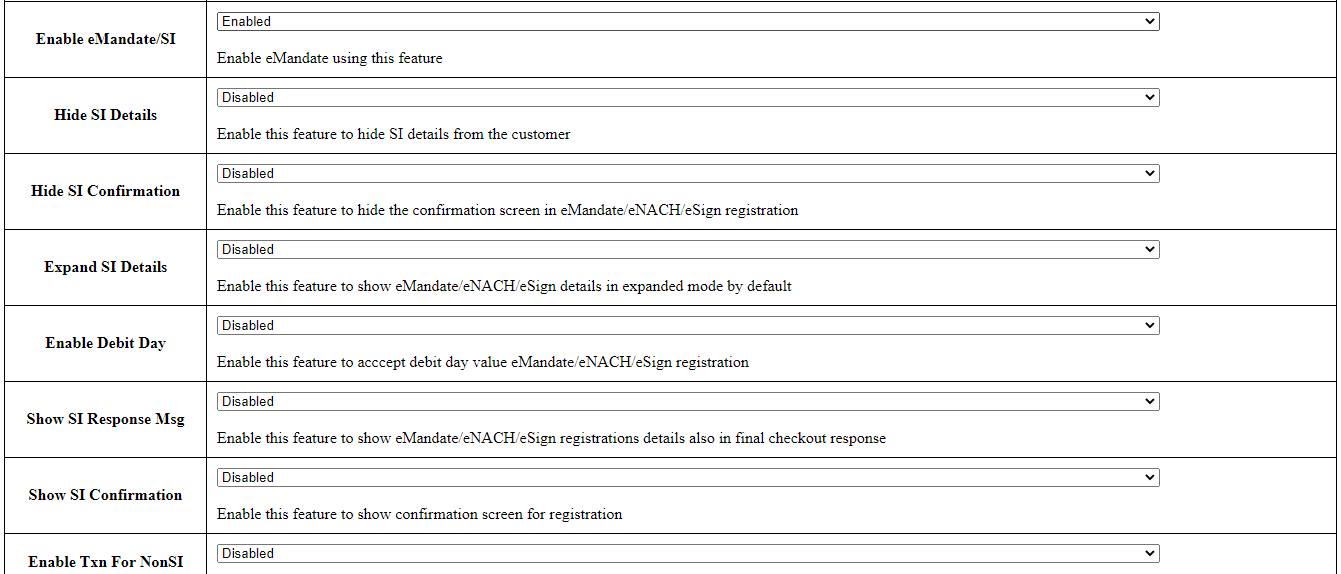 Enable eMandate/SI
Enabled
Enable eMandate using this feature
Hide SI Details
Disabled
Enable this feature to hide SI details from the customer
Hide SI Confirmation
Disabled
Enable this feature to hide the confirmation screen in eMandate/eNACH/eSign registration
Expand SI Details
Disabled
Enable this feature to show eMandate/eNACH/eSign details in expanded mode by default
Enable Debit Day
Disabled
Enable this feature to acccept debit day value eMandate/eNACH/eSign registration
Show SI Response Msg
Disabled
Enable this feature to show eMandate/eNACH/eSign registrations details also in final checkout response
Show SI Confirmation
Disabled
Enable this feature to show confirmation screen for registration
Enable Txn For NonSI
Disabled